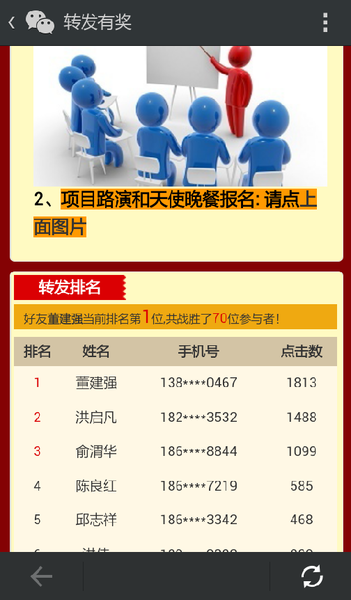 转发有奖
2、项目路演和天使晚餐报名: 请点上
面图片
转发排名
好友董建强当前排名第1位,共战胜了70位参与者!
排名 姓名 手机号 点击数
1 董建强 138****0467 1813
2 洪启凡 182****3532 1488
3 俞渭华 186****8844 1099
4 陈良红 186****7219 585
5 邱志祥 186****3342 468